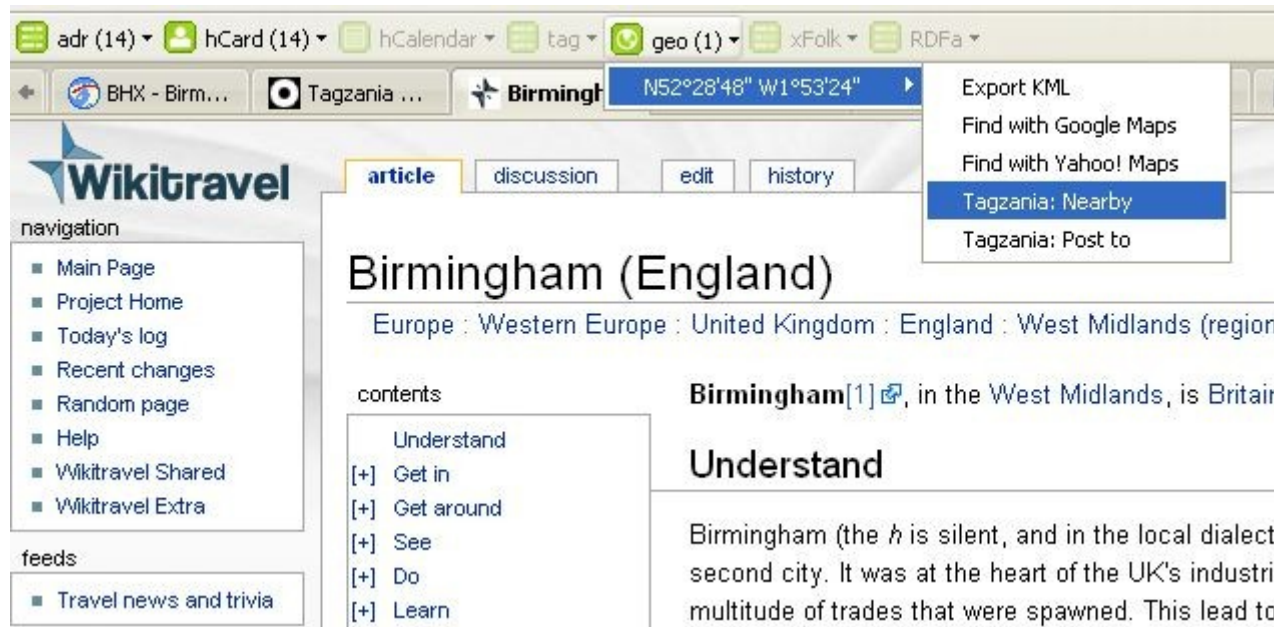 adr (14) hCard (14) hCalendar tag geo (1) xFolk RDFa
BHX - Birm... Tagzania ... Birmingh
N52°28'48" W1°53'24"
Export KML
Find with Google Maps
Find with Yahoo! Maps
Tagzania: Nearby
Tagzania: Post to
Wikitravel
article discussion edit history
navigation
Main Page
Project Home
Today's log
Recent changes
Random page
Help
Wikitravel Shared
Wikitravel Extra
feeds
Travel news and trivia
Birmingham (England)
Europe : Western Europe : United Kingdom : England : West Midlands (region
contents
Understand
[+] Get in
[+] Get around
[+] See
[+] Do
[+] Learn
Birmingham[1], in the West Midlands, is Britain
Understand
Birmingham (the h is silent, and in the local dialect
second city. It was at the heart of the UK's industri
multitude of trades that were spawned. This lead to